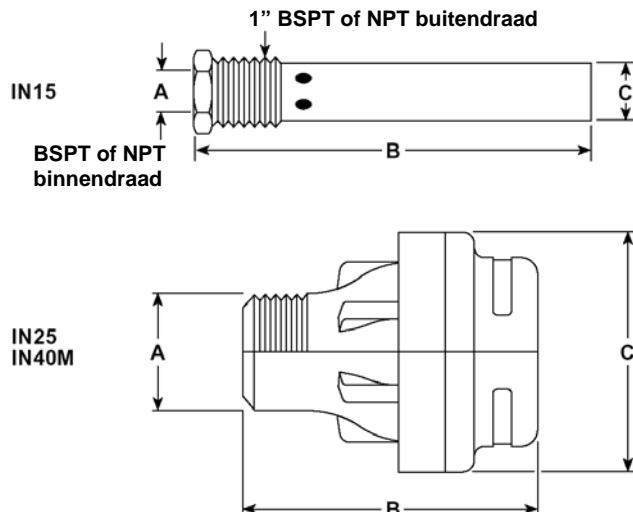 1” BSPT of NPT buitendraad
IN15
A
C
BSPT of NPT
binnendraad
B
IN25
IN40M
A
C
B